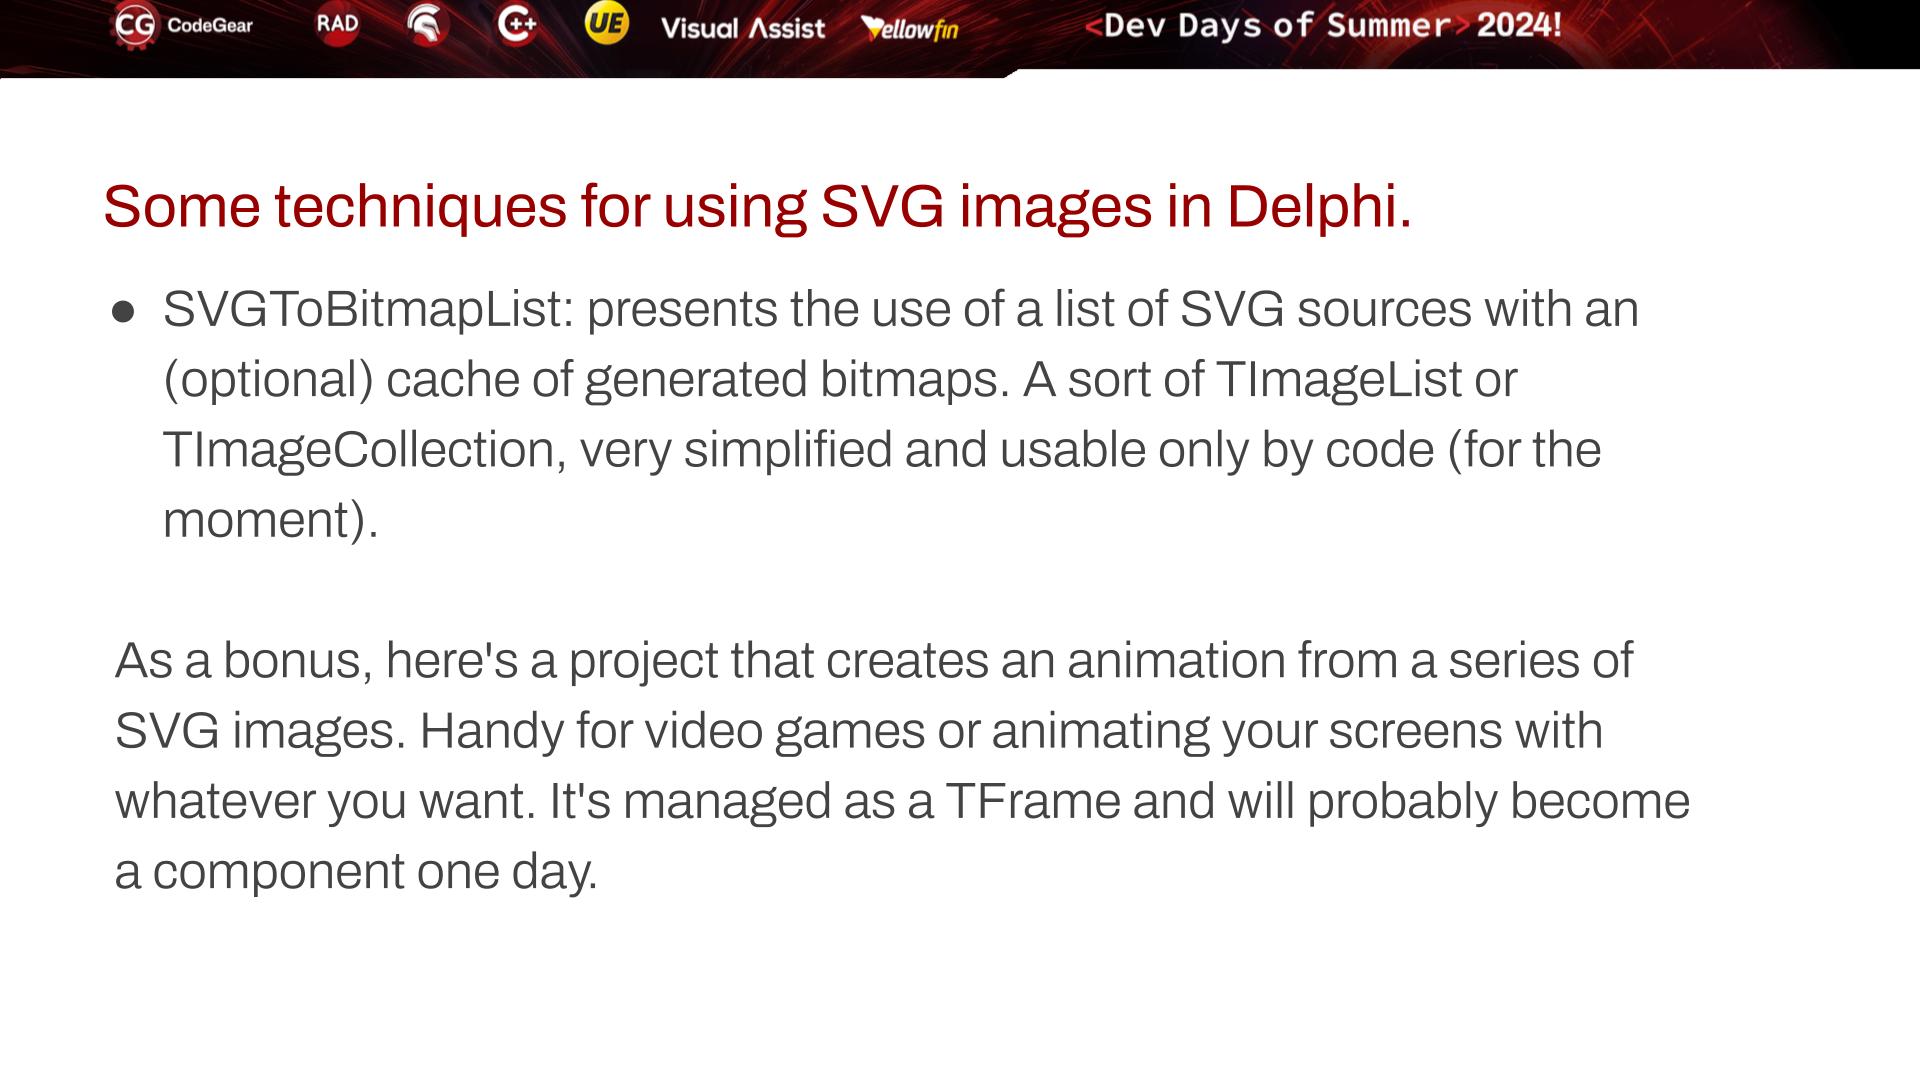 CG CodeGear RAD C++ UE Visual Assist Yellowfin <Dev Days of Summer> 2024!
Some techniques for using SVG images in Delphi.
● SVGToBitmapList: presents the use of a list of SVG sources with an
(optional) cache of generated bitmaps. A sort of TImageList or
TImageCollection, very simplified and usable only by code (for the
moment).
As a bonus, here's a project that creates an animation from a series of
SVG images. Handy for video games or animating your screens with
whatever you want. It's managed as a TFrame and will probably become
a component one day.